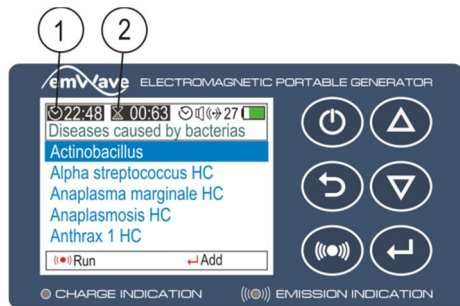 1 2
emWave ELECTROMAGNETIC PORTABLE GENERATOR
22:48 00:63 27
Diseases caused by bacterias
Actinobacillus
Alpha streptococcus HC
Anaplasma marginale HC
Anaplasmosis HC
Anthrax 1 HC
Run Add
CHARGE INDICATION EMISSION INDICATION